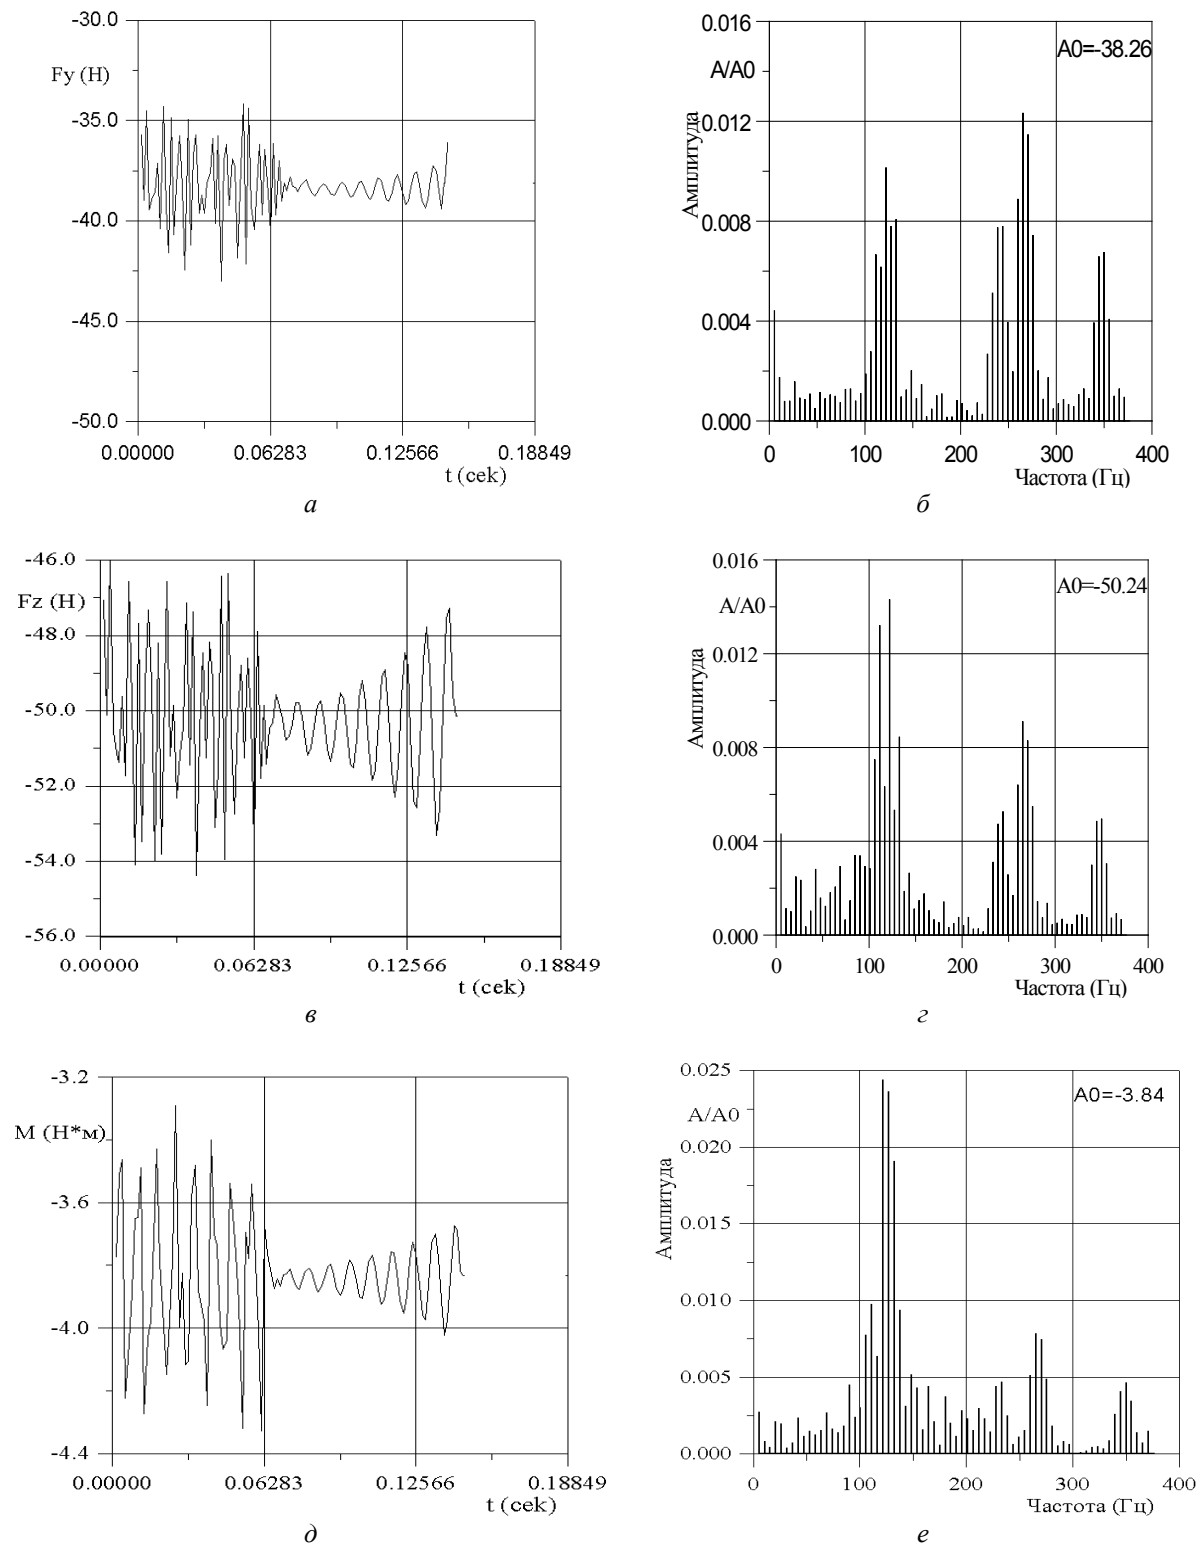 -30.0
Fy (H)
-35.0
-40.0
-45.0
-50.0
0.00000 0.06283 0.12566 0.18849
t (cek)
а
0.016
A0=-38.26
A/A0
Амплитуда
0.012
0.008
0.004
0.000
0 100 200 300 400
Частота (Гц)
б
-46.0
Fz (H)
-48.0
-50.0
-52.0
-54.0
-56.0
0.00000 0.06283 0.12566 0.18849
t (cek)
в
0.016
A0=-50.24
A/A0
Амплитуда
0.012
0.008
0.004
0.000
0 100 200 300 400
Частота (Гц)
г
-3.2
М (Н*м)
-3.6
-4.0
-4.4
0.00000 0.06283 0.12566 0.18849
t (cek)
д
0.025
A0=-3.84
A/A0
Амплитуда
0.020
0.015
0.010
0.005
0.000
0 100 200 300 400
Частота (Гц)
е